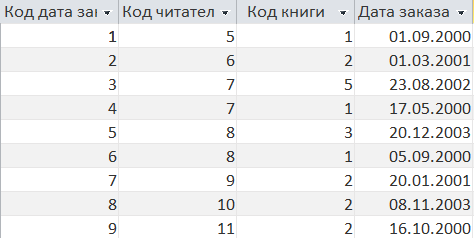 Код дата зак Код читател Код книги Дата заказа
1 5 1 01.09.2000
2 6 2 01.03.2001
3 7 5 23.08.2002
4 7 1 17.05.2000
5 8 3 20.12.2003
6 8 1 05.09.2000
7 9 2 20.01.2001
8 10 2 08.11.2003
9 11 2 16.10.2000